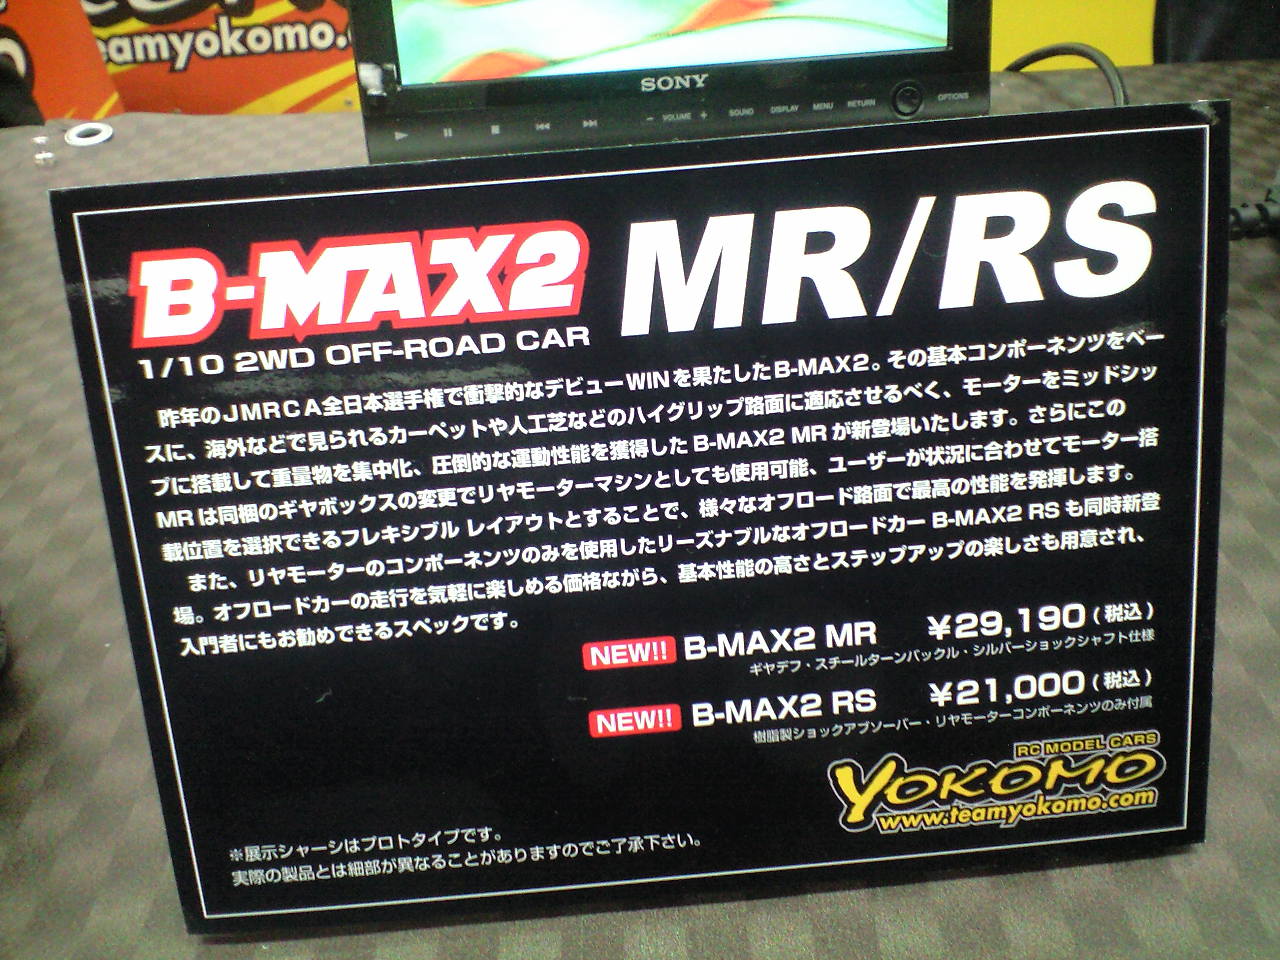 teamyokomo.
SONY
VOLUME
SOUND
DISPLAY
MENU
RETURN
OPTIONS
B-MAX2 MR/RS
1/10 2WD OFF-ROAD CAR
昨年のJMRCA全日本選手権で衝撃的なデビューWINを果たしたB-MAX2。その基本コンポーネンツをベー
スに、海外などで見られるカーペットや人工芝などのハイグリップ路面に適応させるべく、モーターをミッドシッ
プに搭載して重量物を集中化、圧倒的な運動性能を獲得したB-MAX2 MRが新登場いたします。さらにこの
MRは同梱のギヤボックスの変更でリヤモーターマシンとしても使用可能、ユーザーが状況に合わせてモーター搭
載位置を選択できるフレキシブル レイアウトとすることで、様々なオフロード路面で最高の性能を発揮します。
また、リヤモーターのコンポーネンツのみを使用したリーズナブルなオフロードカー B-MAX2 RSも同時新登
場。オフロードカーの走行を気軽に楽しめる価格ながら、基本性能の高さとステップアップの楽しさも用意され、
入門者にもお勧めできるスペックです。
NEW!! B-MAX2 MR ¥29,190(税込)
ギヤデフ・スチールターンバックル・シルバーショックシャフト仕様
NEW!! B-MAX2 RS ¥21,000(税込)
樹脂製ショックアブソーバー・リヤモーターコンポーネンツのみ付属
RC MODEL CARS
YOKOMO
www.teamyokomo.com
※展示シャーシはプロトタイプです。
実際の製品とは細部が異なることがありますのでご了承下さい。